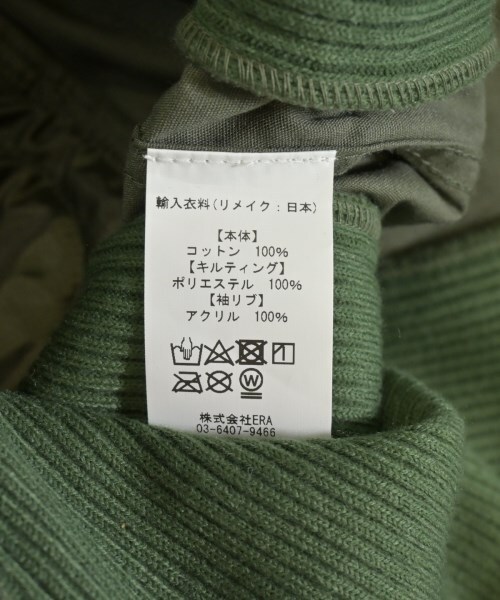 輸入衣料(リメイク:日本)
【本体】
コットン 100%
【キルティング】
ポリエステル 100%
【袖リブ】
アクリル 100%
W
株式会社ERA
03-6407-9466